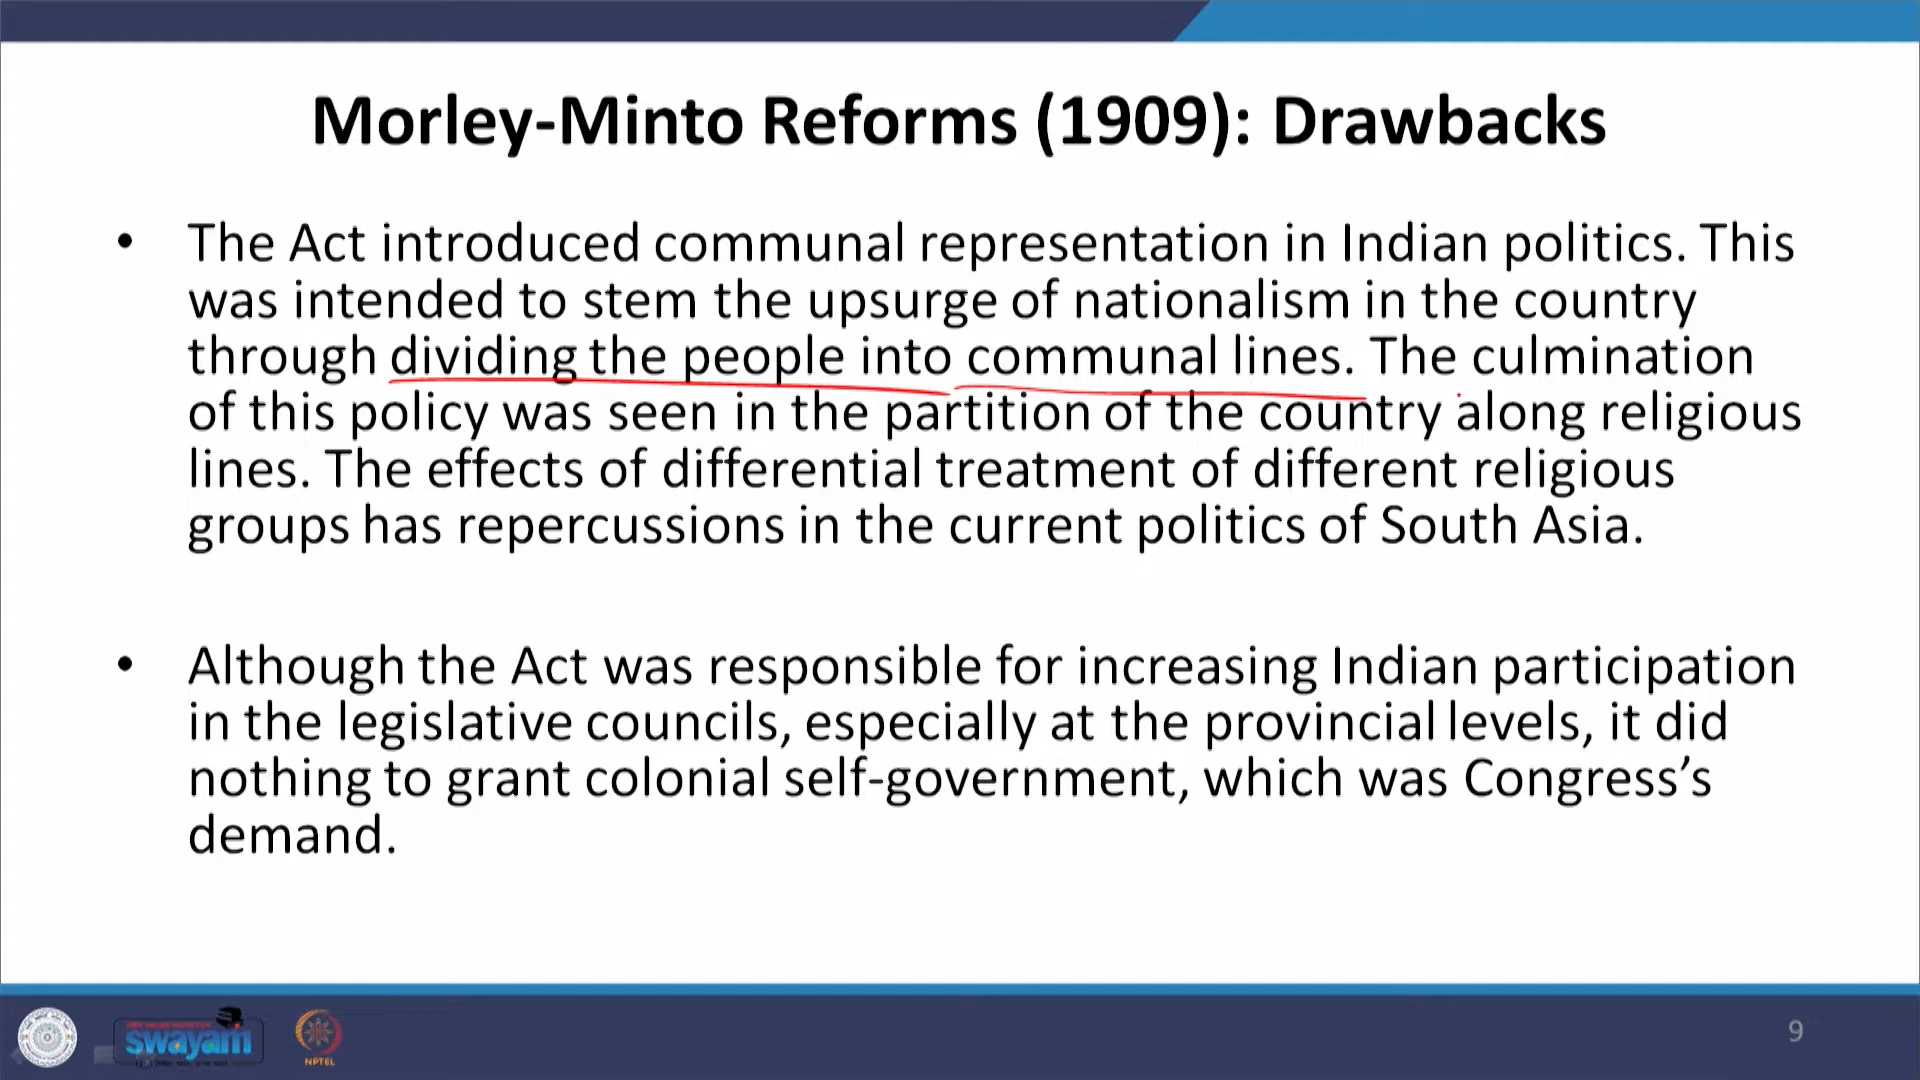 Morley-Minto Reforms (1909): Drawbacks
• The Act introduced communal representation in Indian politics. This
was intended to stem the upsurge of nationalism in the country
through dividing the people into communal lines. The culmination
of this policy was seen in the partition of the country along religious
lines. The effects of differential treatment of different religious
groups has repercussions in the current politics of South Asia.
• Although the Act was responsible for increasing Indian participation
in the legislative councils, especially at the provincial levels, it did
nothing to grant colonial self-government, which was Congress’s
demand.
swayam
NPTEL
9